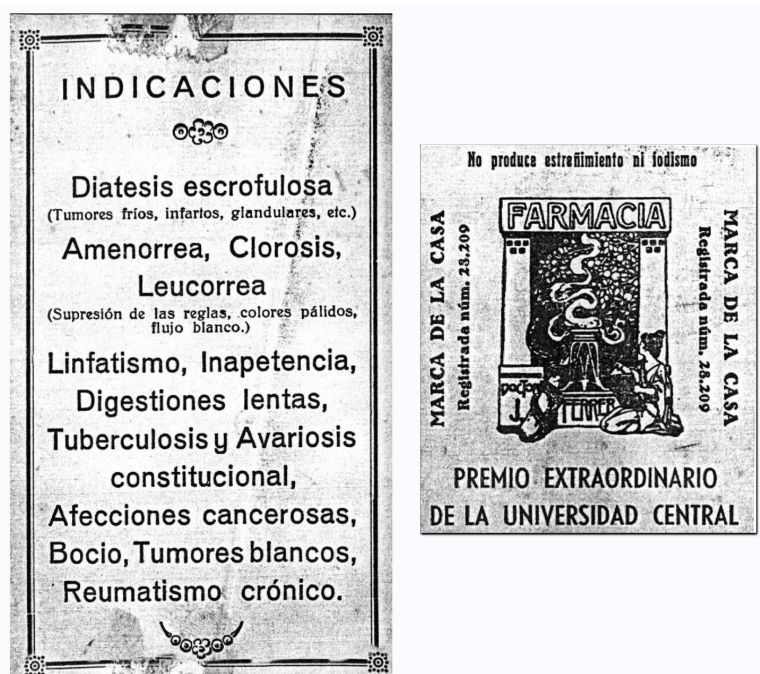 INDICACIONES
Diatesis escrofulosa
(Tumores fríos, infartos, glandulares, etc.)
Amenorrea, Clorosis,
Leucorrea
(Supresión de las reglas, colores pálidos,
flujo blanco.)
Linfatismo, Inapetencia,
Digestiones lentas,
Tuberculosis y Avariosis
constitucional,
Afecciones cancerosas,
Bocio, Tumores blancos,
Reumatismo crónico.
No produce estreñimiento ni iodismo
MARCA DE LA CASA
Registrada núm. 28.209
FARMACIA
DOCTOR
J. FERRER
MARCA DE LA CASA
Registrada núm. 28.209
PREMIO EXTRAORDINARIO
DE LA UNIVERSIDAD CENTRAL